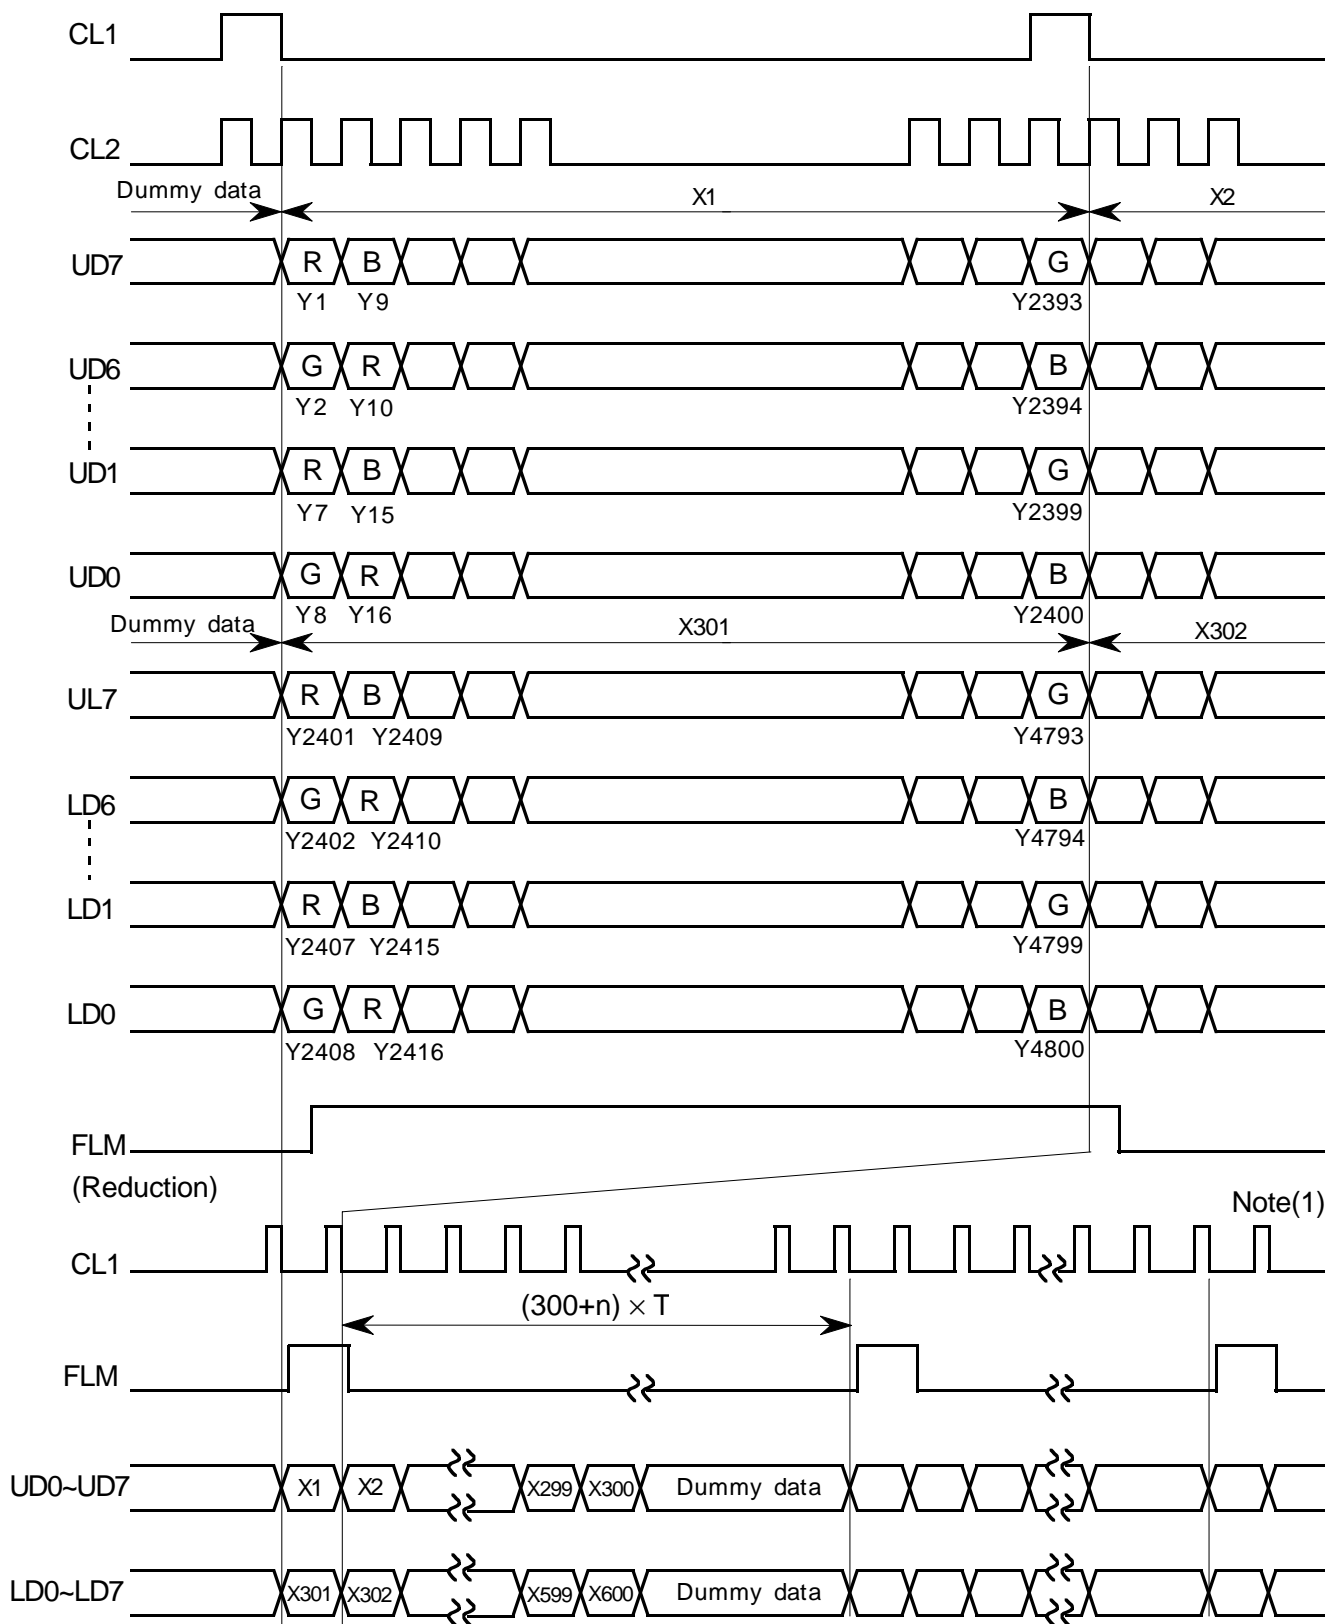 CL1
CL2
Dummy data X1 X2
UD7 R B G
Y1 Y9 Y2393
UD6 G R B
Y2 Y10 Y2394
UD1 R B G
Y7 Y15 Y2399
UD0 G R B
Y8 Y16 Y2400
Dummy data X301 X302
UL7 R B G
Y2401 Y2409 Y4793
LD6 G R B
Y2402 Y2410 Y4794
LD1 R B G
Y2407 Y2415 Y4799
LD0 G R B
Y2408 Y2416 Y4800
FLM
(Reduction)
Note(1)
CL1
(300+n) × T
FLM
UD0~UD7 X1 X2 X299 X300 Dummy data
LD0~LD7 X301 X302 X599 X600 Dummy data